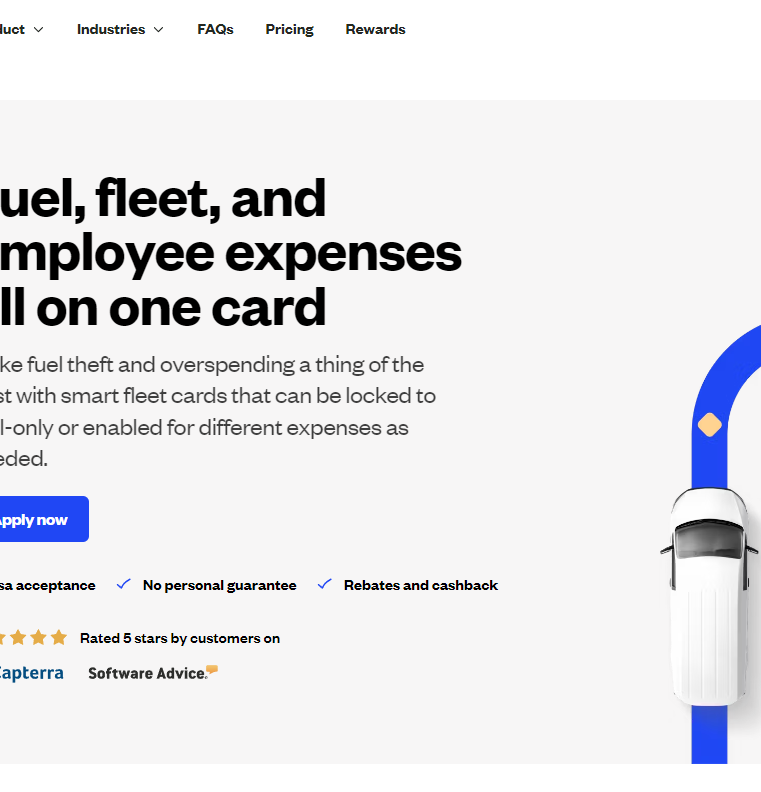 duct Industries FAQs Pricing Rewards
uel, fleet, and
mployee expenses
ll on one card
ke fuel theft and overspending a thing of the
st with smart fleet cards that can be locked to
l-only or enabled for different expenses as
eded.
Apply now
sa acceptance No personal guarantee Rebates and cashback
Rated 5 stars by customers on
Capterra Software Advice.